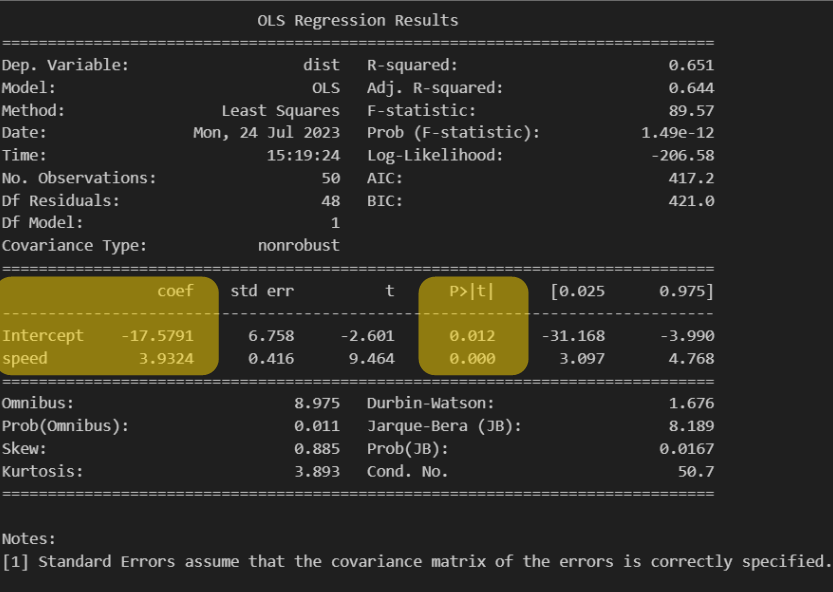 OLS Regression Results
==============================================================================
Dep. Variable: dist R-squared: 0.651
Model: OLS Adj. R-squared: 0.644
Method: Least Squares F-statistic: 89.57
Date: Mon, 24 Jul 2023 Prob (F-statistic): 1.49e-12
Time: 15:19:24 Log-Likelihood: -206.58
No. Observations: 50 AIC: 417.2
Df Residuals: 48 BIC: 421.0
Df Model: 1
Covariance Type: nonrobust
==============================================================================
coef std err t P>|t| [0.025 0.975]
------------------------------------------------------------------------------
Intercept -17.5791 6.758 -2.601 0.012 -31.168 -3.990
speed 3.9324 0.416 9.464 0.000 3.097 4.768
==============================================================================
Omnibus: 8.975 Durbin-Watson: 1.676
Prob(Omnibus): 0.011 Jarque-Bera (JB): 8.189
Skew: 0.885 Prob(JB): 0.0167
Kurtosis: 3.893 Cond. No. 50.7
==============================================================================
Notes:
[1] Standard Errors assume that the covariance matrix of the errors is correctly specified.